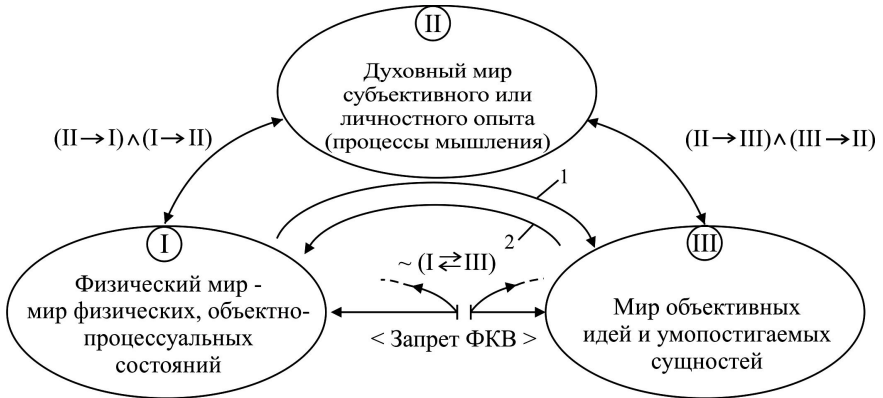 II
Духовный мир
субъективного или
личностного опыта
(процессы мышления)
(II→I)∧(I→II)
(II→III)∧(III→II)
1
2
I
Физический мир -
мир физических, объектно-
процессуальных
состояний
~ (I⇄III)
< Запрет ФКВ >
III
Мир объективных
идей и умопостигаемых
сущностей